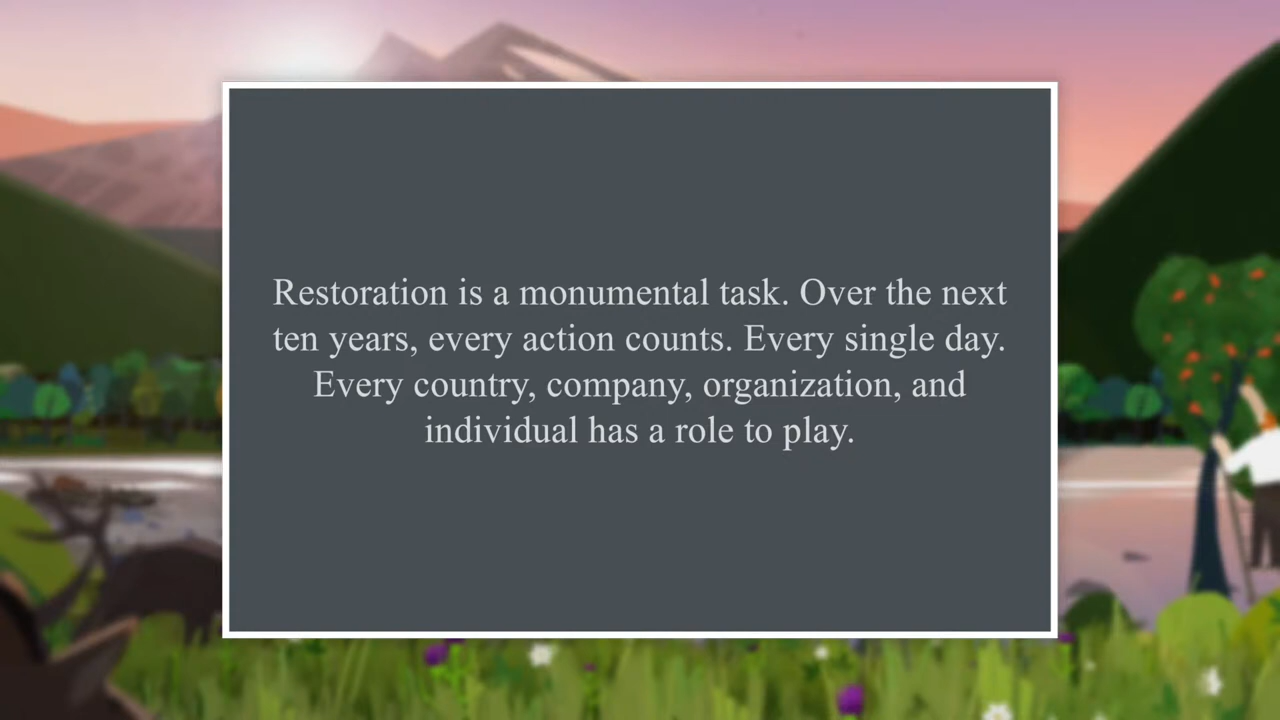 Restoration is a monumental task. Over the next
ten years, every action counts. Every single day.
Every country, company, organization, and
individual has a role to play.